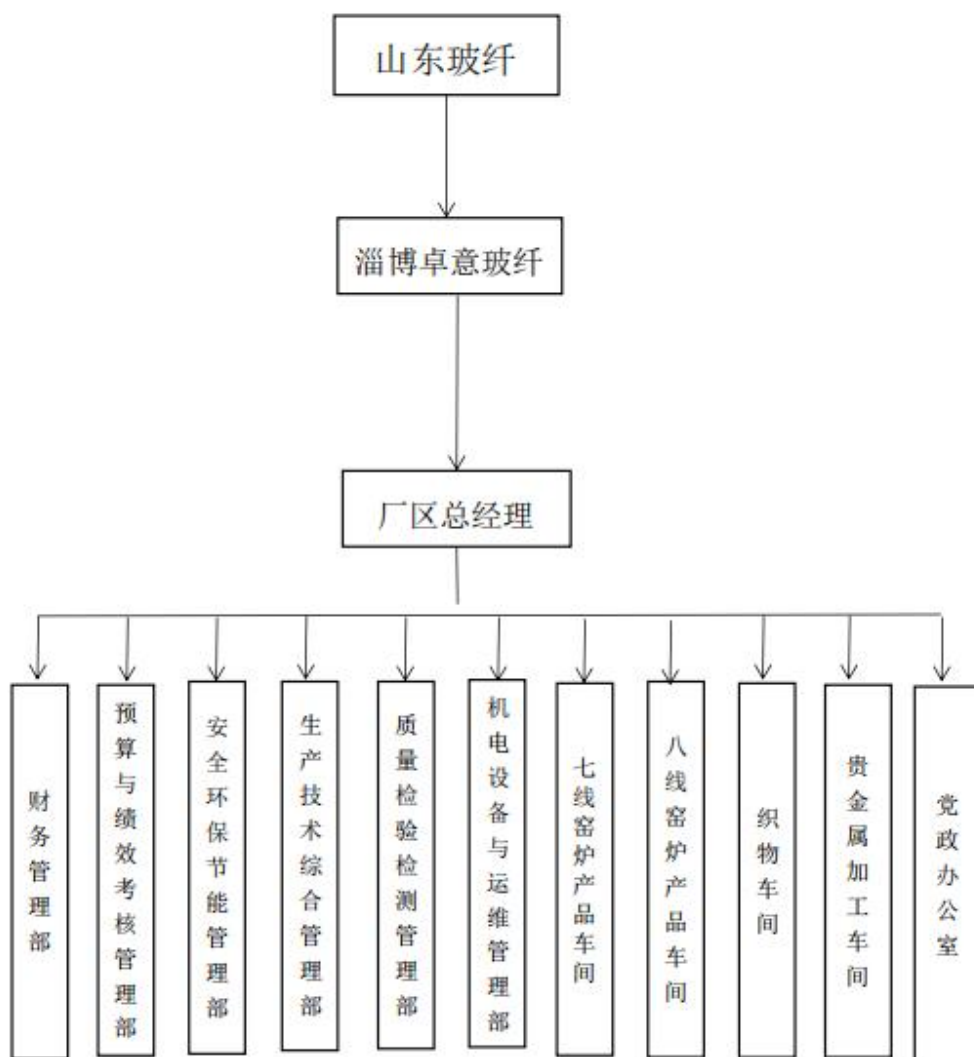 山东玻纤
淄博卓意玻纤
厂区总经理
财务管理部
预算与绩效考核管理部
安全环保节能管理部
生产技术综合管理部
质量检验检测管理部
机电设备与运维管理部
七线窑炉产品车间
八线窑炉产品车间
织物车间
贵金属加工车间
党政办公室